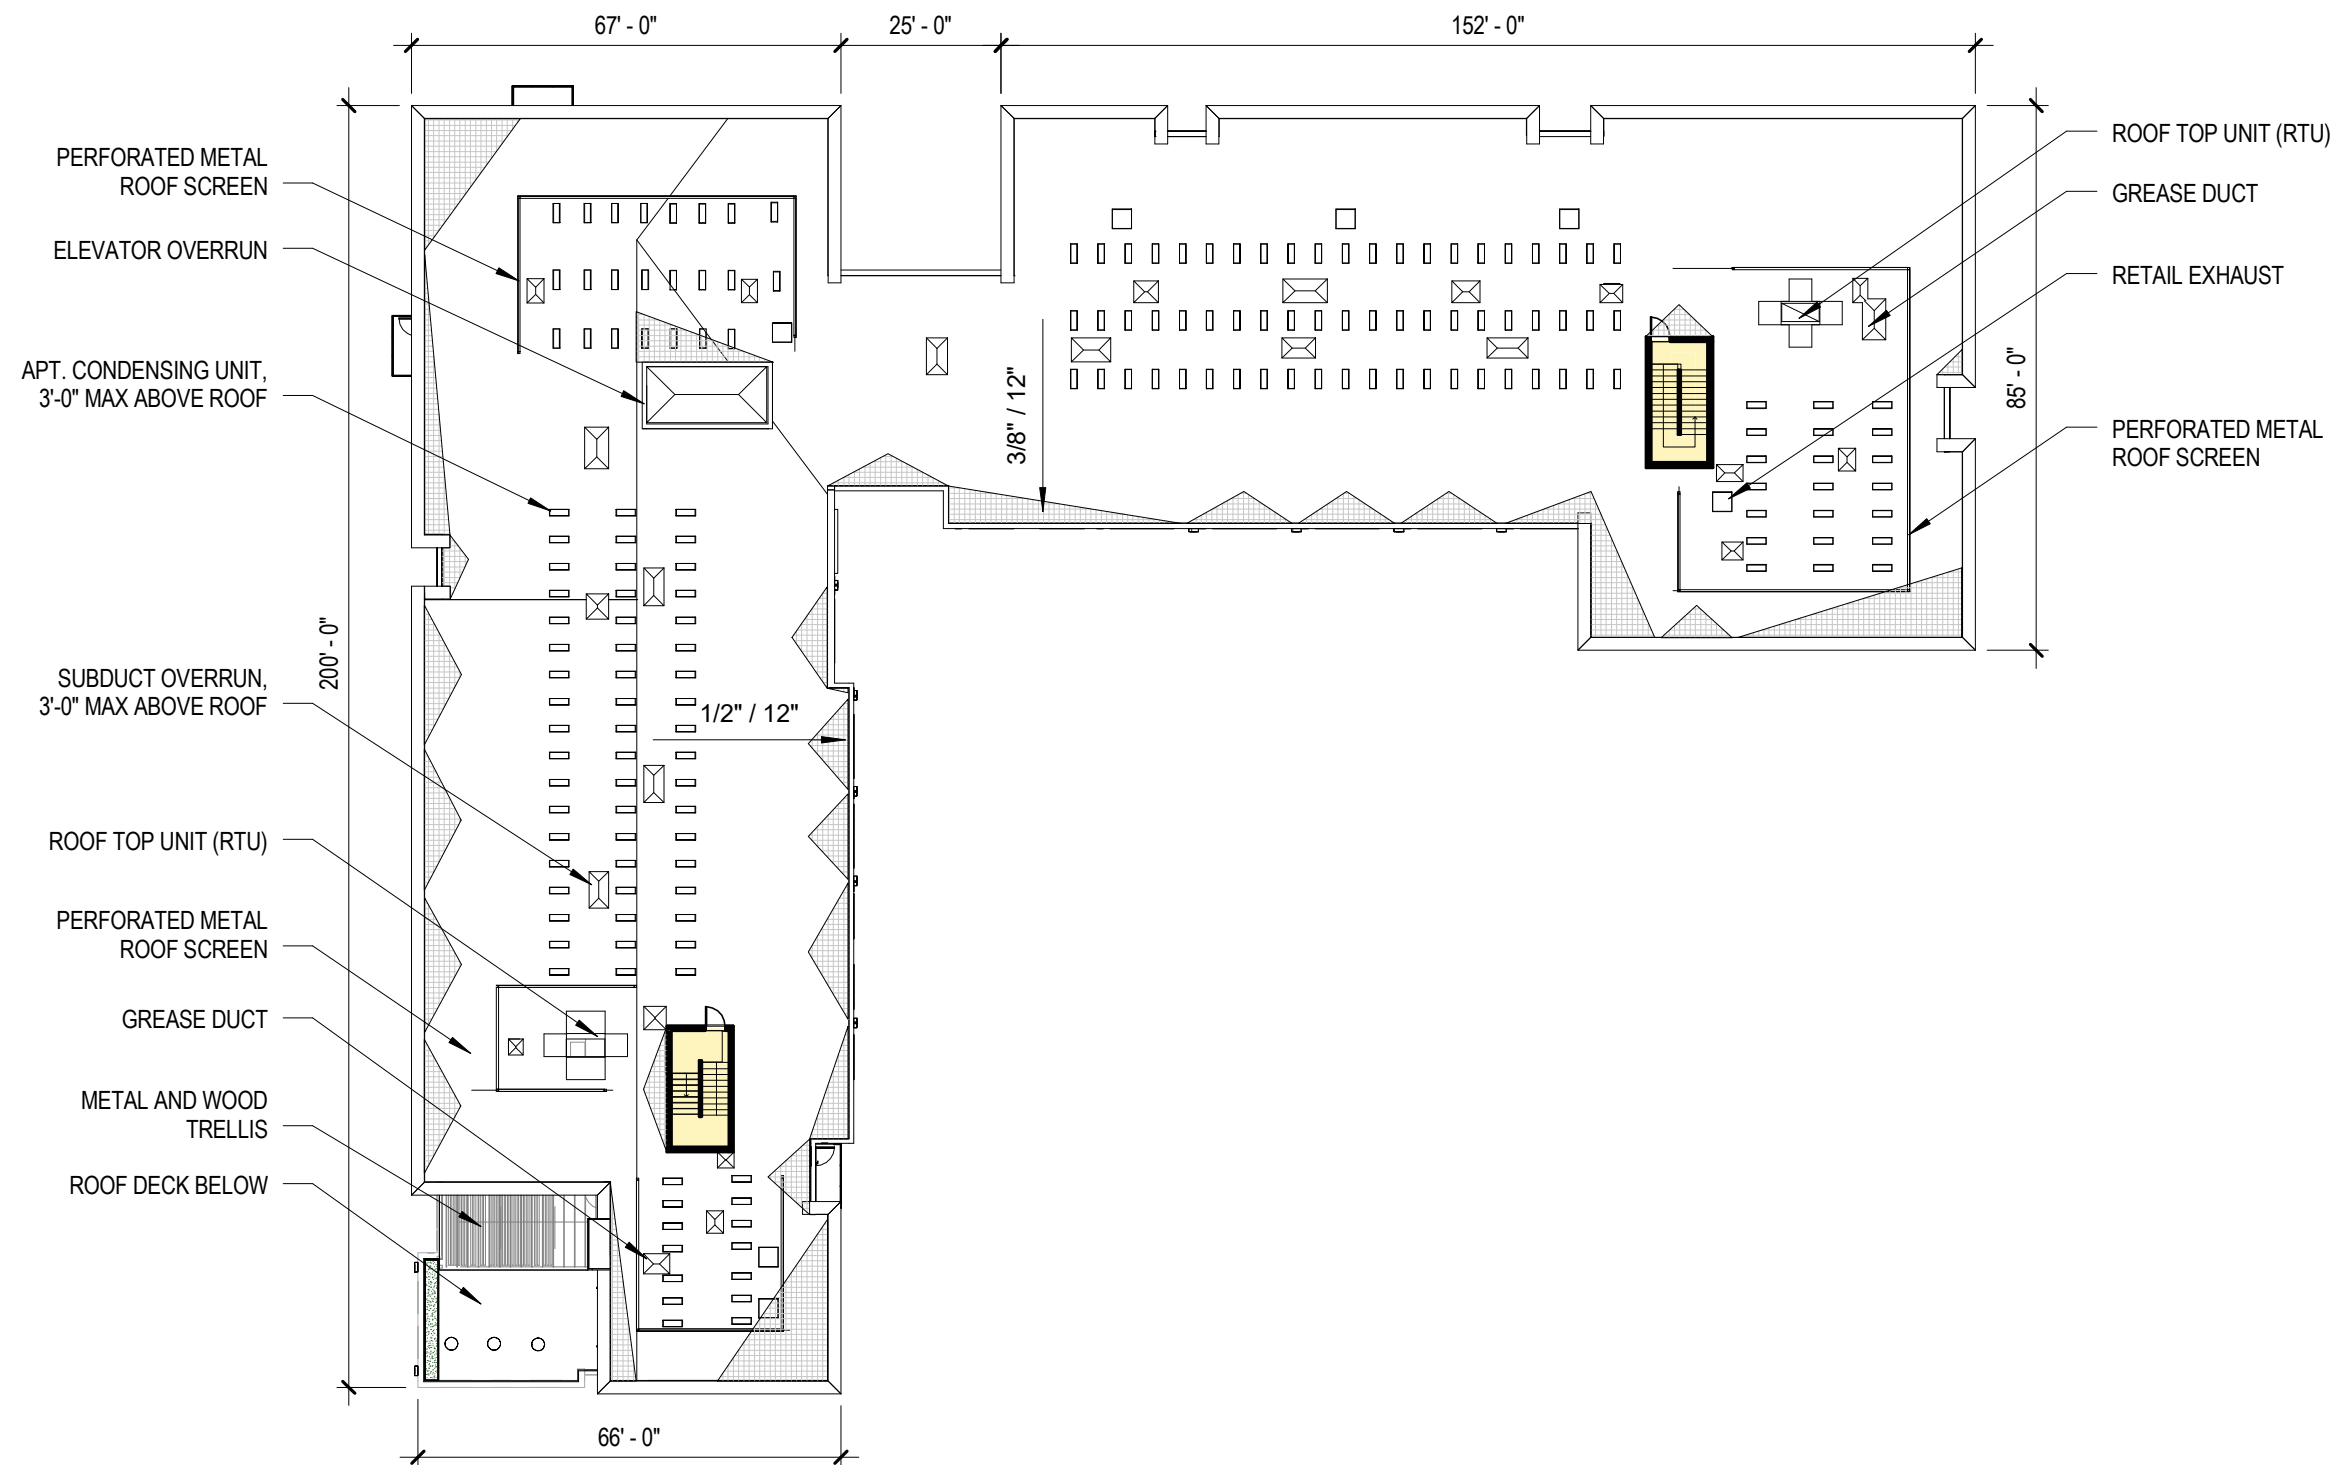 67' - 0"
25' - 0"
152' - 0"
PERFORATED METAL
ROOF SCREEN
ELEVATOR OVERRUN
APT. CONDENSING UNIT,
3'-0" MAX ABOVE ROOF
200' - 0"
SUBDUCT OVERRUN,
3'-0" MAX ABOVE ROOF
ROOF TOP UNIT (RTU)
PERFORATED METAL
ROOF SCREEN
GREASE DUCT
METAL AND WOOD
TRELLIS
ROOF DECK BELOW
3/8" / 12"
1/2" / 12"
ROOF TOP UNIT (RTU)
GREASE DUCT
RETAIL EXHAUST
85' - 0"
PERFORATED METAL
ROOF SCREEN
66' - 0"